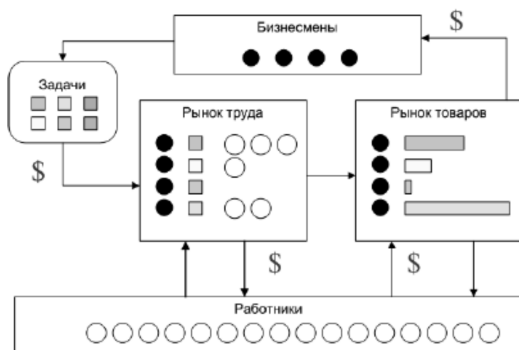 Бизнесмены
$
Задачи
Рынок труда
Рынок товаров
$
$
$
Работники